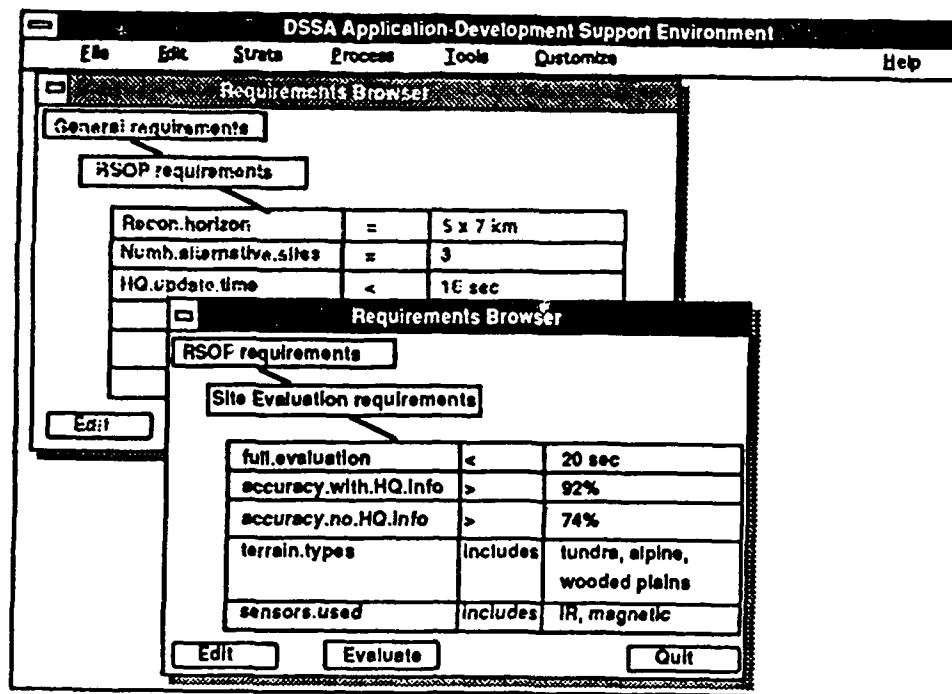 DSSA Application-Development Support Environment
File Edit Strata Process Tools Customize Help
Requirements Browser
General requirements
RSOP requirements
Recon.horizon = 5 x 7 km
Numb.alternative.sites = 3
HQ.update.time < sec
Edit
Requirements Browser
RSOP requirements
Site Evaluation requirements
full.evaluation < 20 sec
accuracy.with.HQ.info > 92%
accuracy.no.HQ.info > 74%
terrain.types includes tundra, alpine,
wooded plains
sensors.used includes IR, magnetic
Edit Evaluate Quit